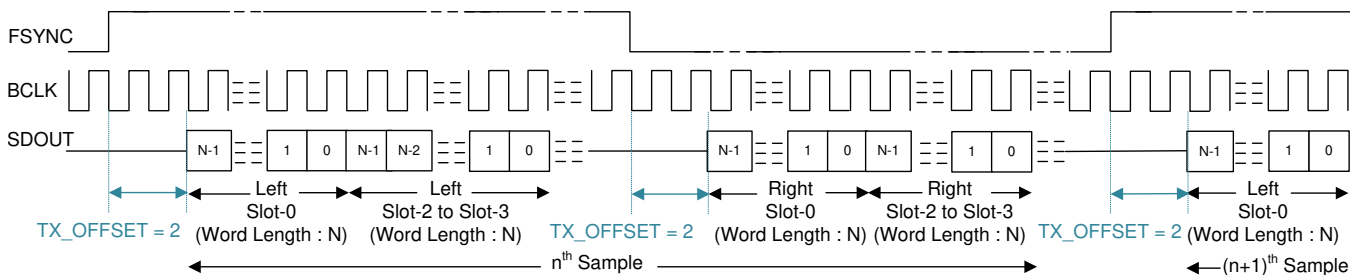 FSYNC
BCLK
SDOUT
N-1 1 0 N-1 N-2 1 0 N-1 1 0 N-1 1 0 N-1 1 0
Left Left Right Right Left
Slot-0 Slot-2 to Slot-3 Slot-0 Slot-2 to Slot-3 Slot-0
TX_OFFSET = 2 (Word Length : N) (Word Length : N) TX_OFFSET = 2 (Word Length : N) (Word Length : N) TX_OFFSET = 2 (Word Length : N)
nth Sample (n+1)th Sample